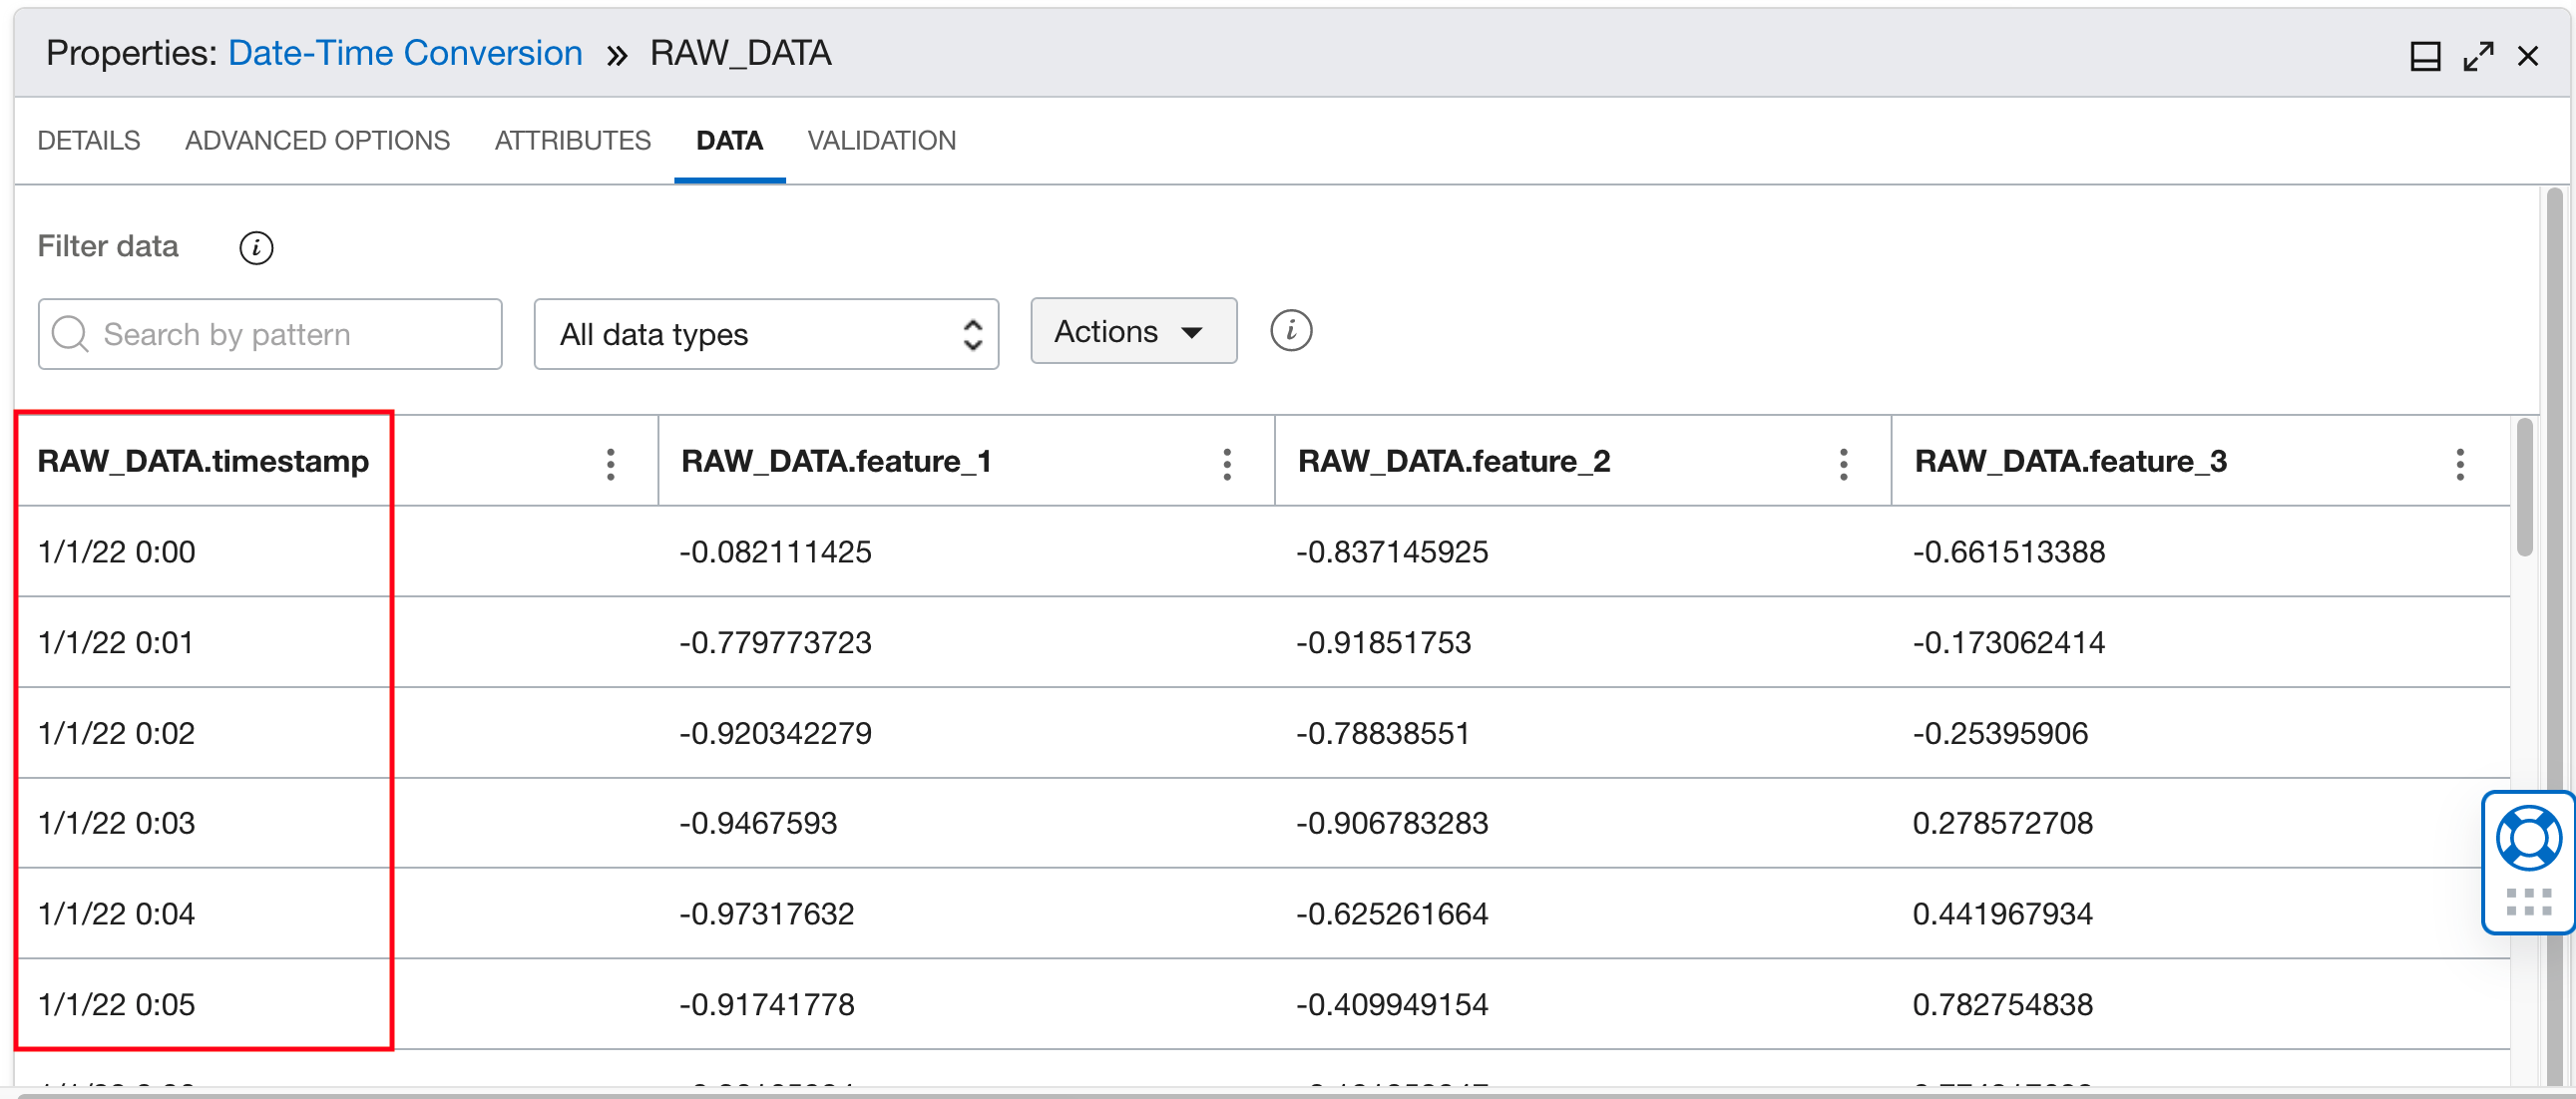 Properties: Date-Time Conversion » RAW_DATA
DETAILS ADVANCED OPTIONS ATTRIBUTES DATA VALIDATION
Filter data i
Search by pattern All data types Actions i
RAW_DATA.timestamp RAW_DATA.feature_1 RAW_DATA.feature_2 RAW_DATA.feature_3
1/1/22 0:00 -0.082111425 -0.837145925 -0.661513388
1/1/22 0:01 -0.779773723 -0.91851753 -0.173062414
1/1/22 0:02 -0.920342279 -0.78838551 -0.25395906
1/1/22 0:03 -0.9467593 -0.906783283 0.278572708
1/1/22 0:04 -0.97317632 -0.625261664 0.441967934
1/1/22 0:05 -0.91741778 -0.409949154 0.782754838